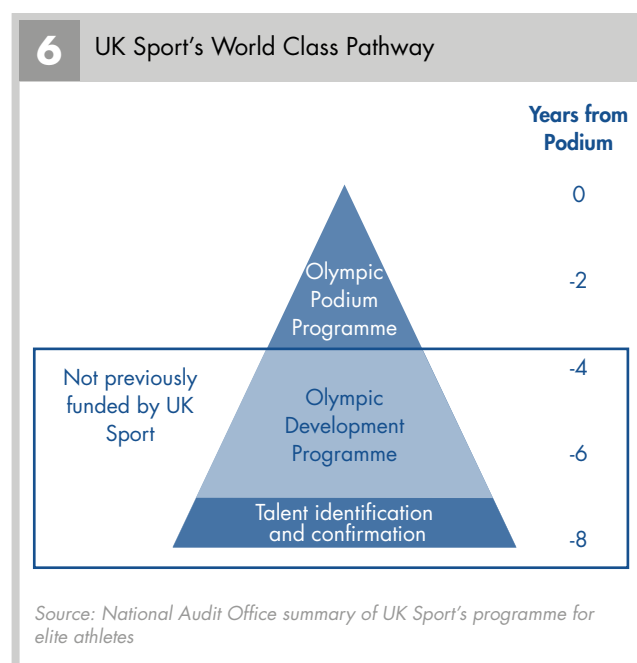 6
UK Sport's World Class Pathway
Years from
Podium
0
-2
Olympic
Podium
Programme
-4
Not previously
funded by UK
Sport
Olympic
Development
Programme
-6
Talent identification
and confirmation
-8
Source: National Audit Office summary of UK Sport's programme for
elite athletes